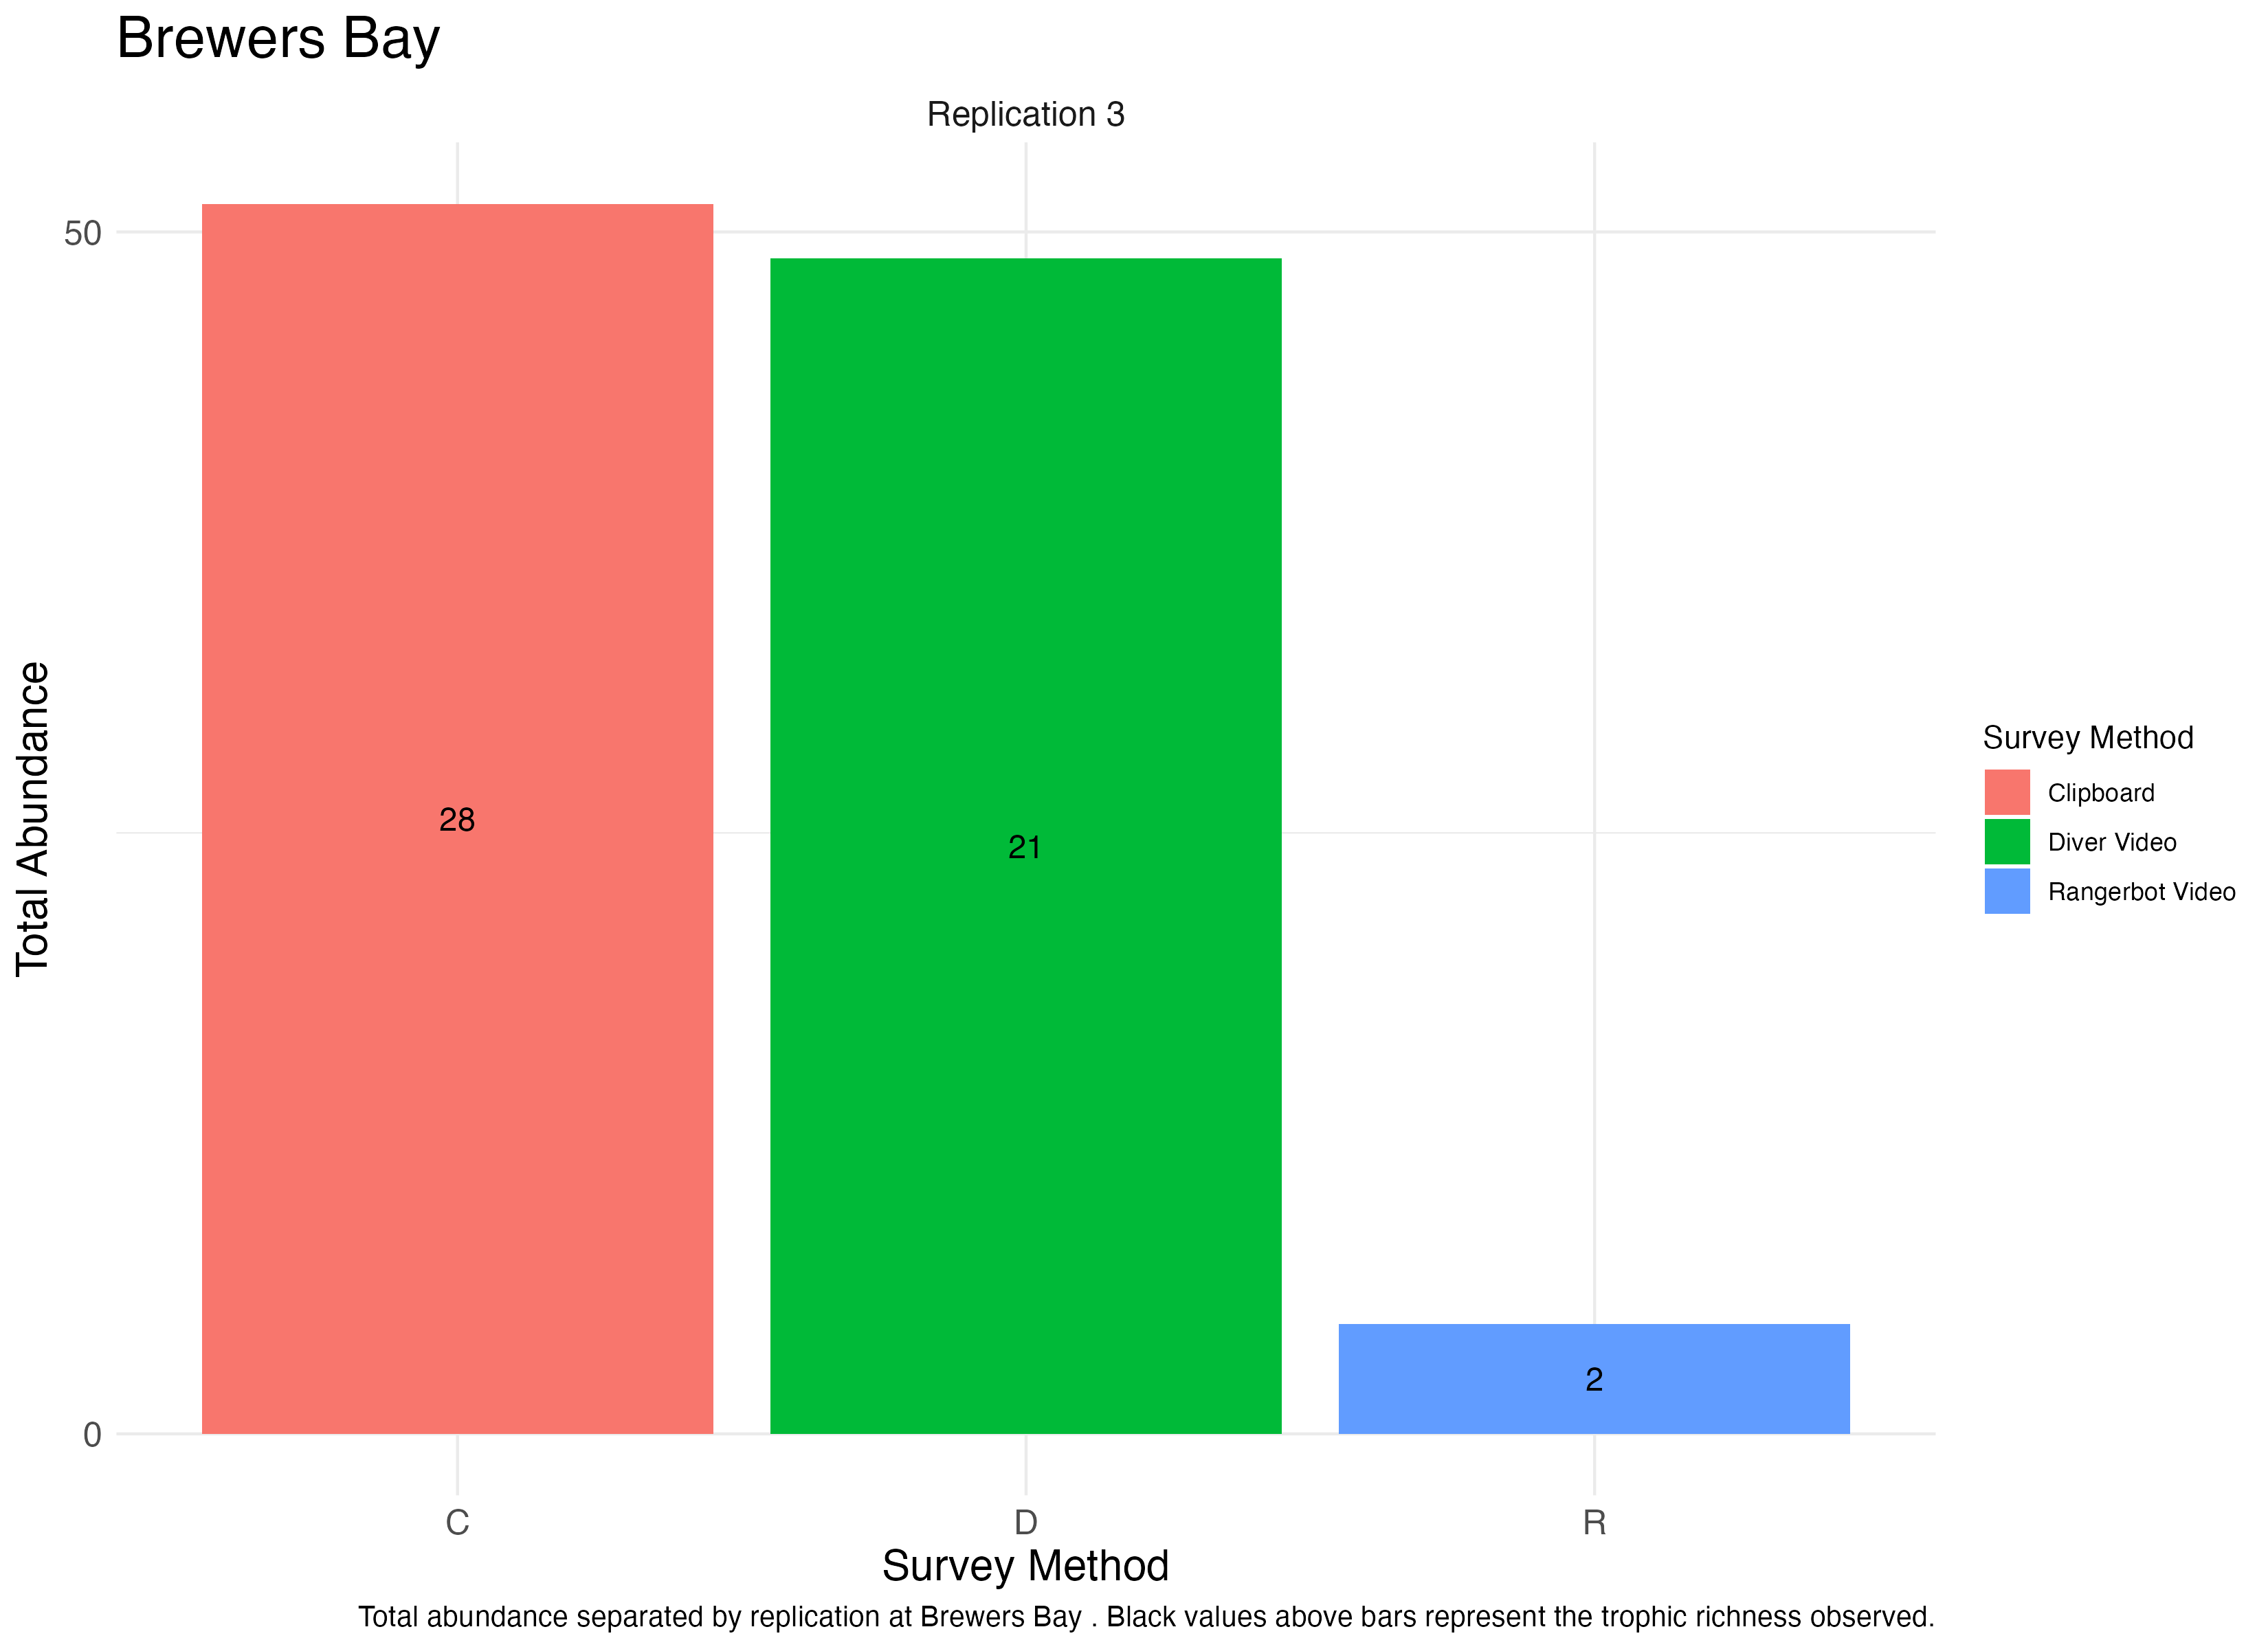 Brewers Bay
Replication 3
50
0
Total Abundance
28
21
2
C
D
R
Survey Method
Survey Method
Clipboard
Diver Video
Rangerbot Video
Total abundance separated by replication at Brewers Bay . Black values above bars represent the trophic richness observed.